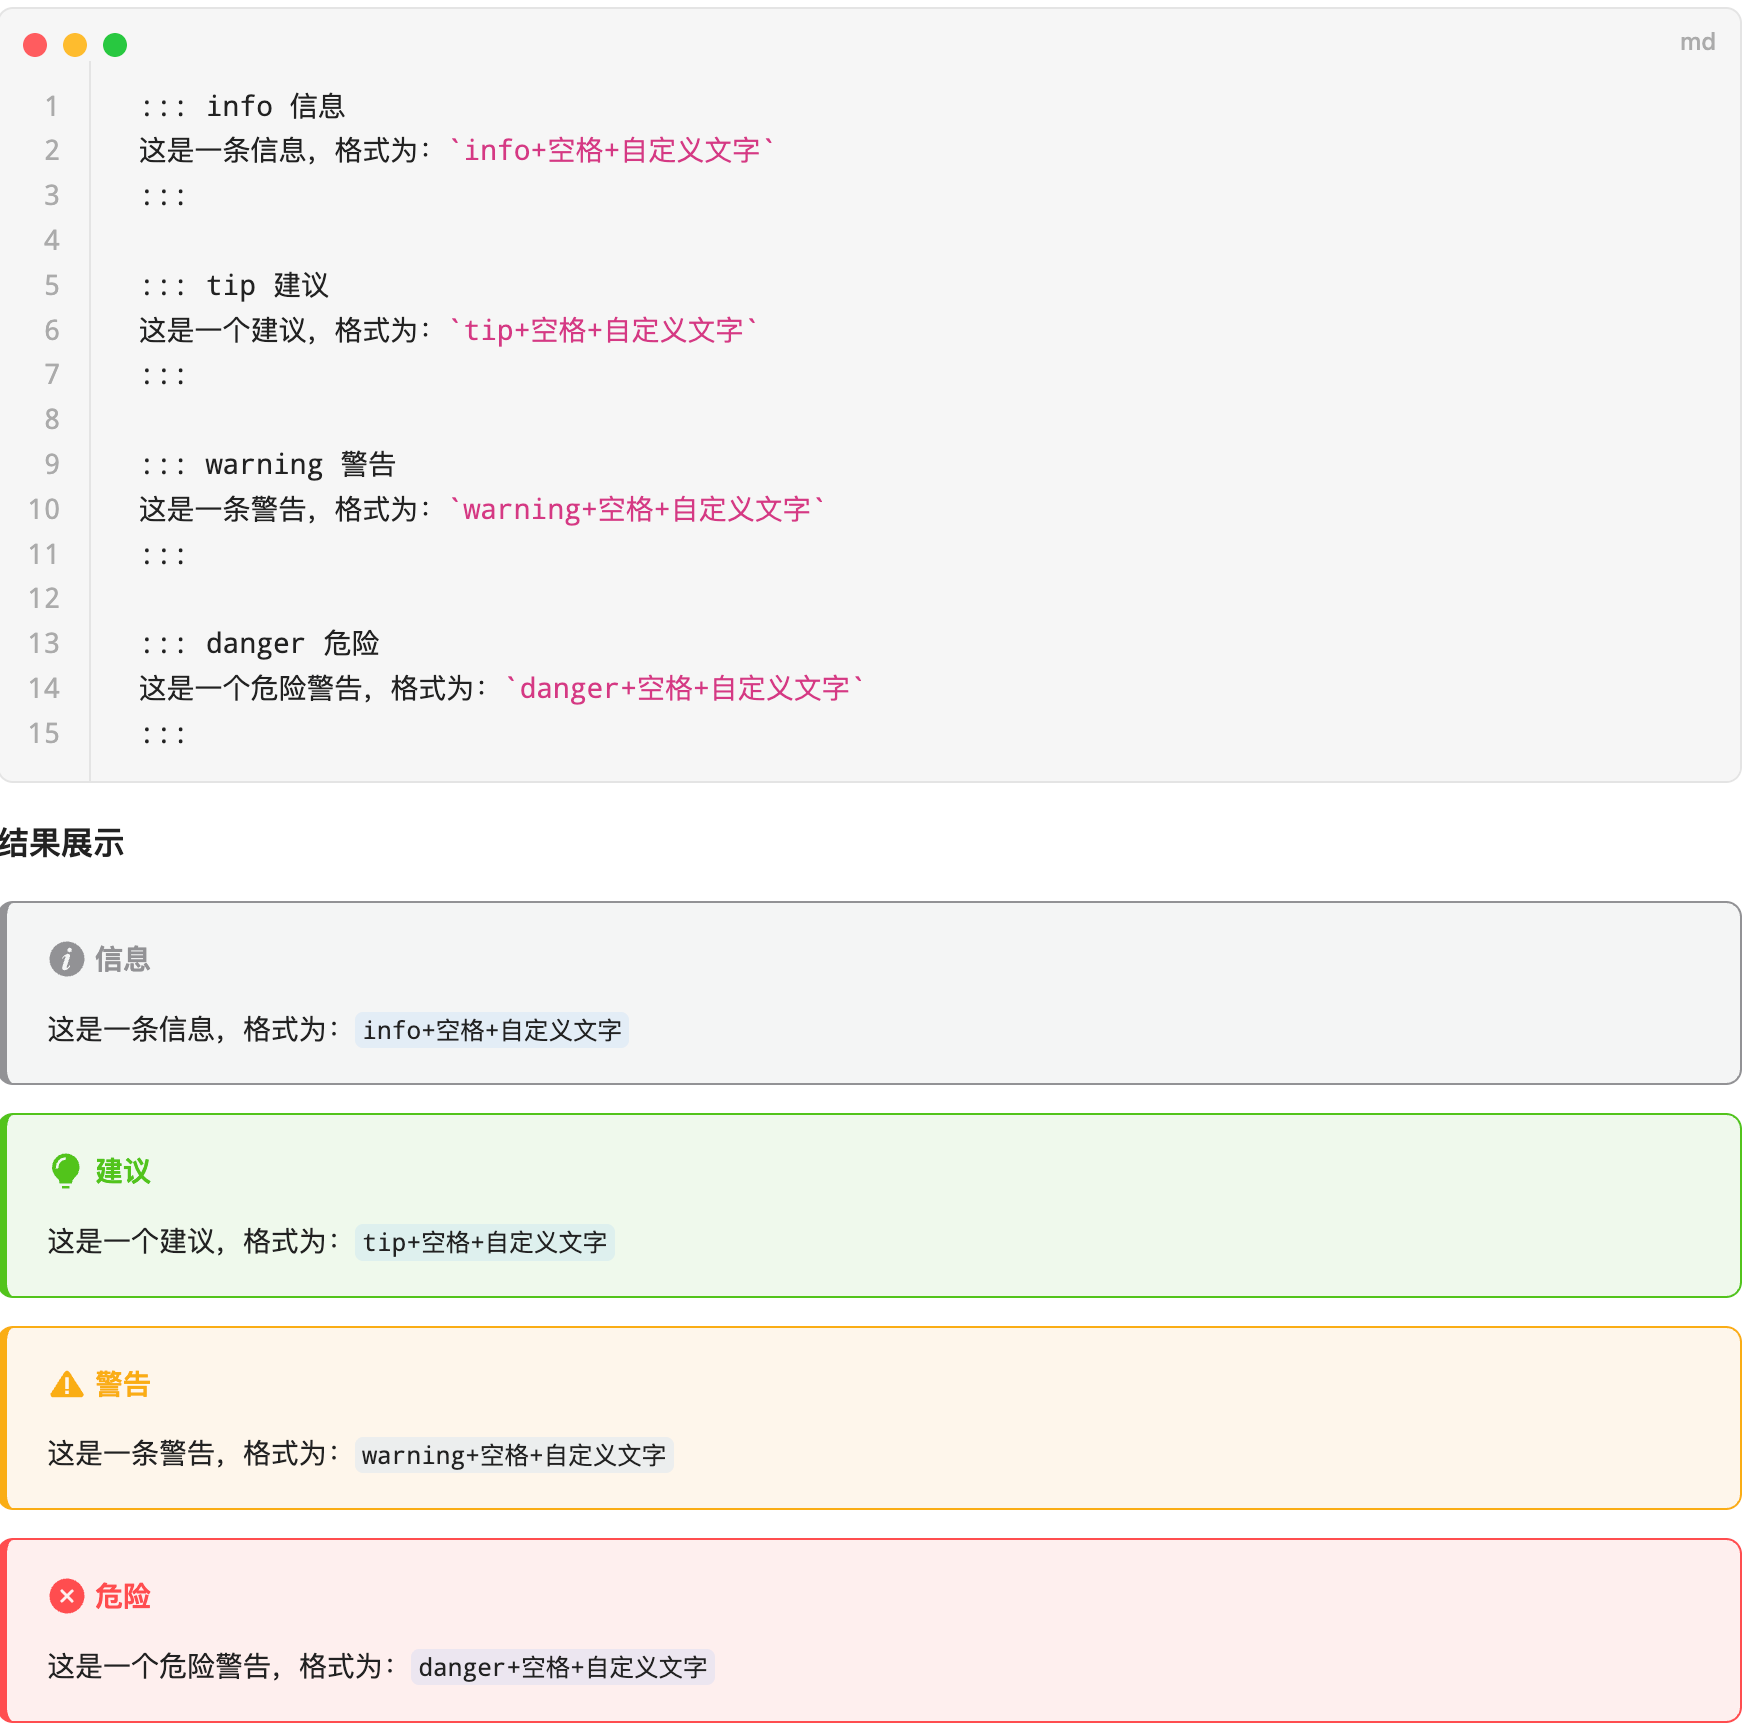 md
1 ::: info 信息
2 这是一条信息，格式为：`info+空格+自定义文字`
3 :::
4
5 ::: tip 建议
6 这是一个建议，格式为：`tip+空格+自定义文字`
7 :::
8
9 ::: warning 警告
10 这是一条警告，格式为：`warning+空格+自定义文字`
11 :::
12
13 ::: danger 危险
14 这是一个危险警告，格式为：`danger+空格+自定义文字`
15 :::
结果展示
信息
这是一条信息，格式为：info+空格+自定义文字
建议
这是一个建议，格式为：tip+空格+自定义文字
警告
这是一条警告，格式为：warning+空格+自定义文字
危险
这是一个危险警告，格式为：danger+空格+自定义文字